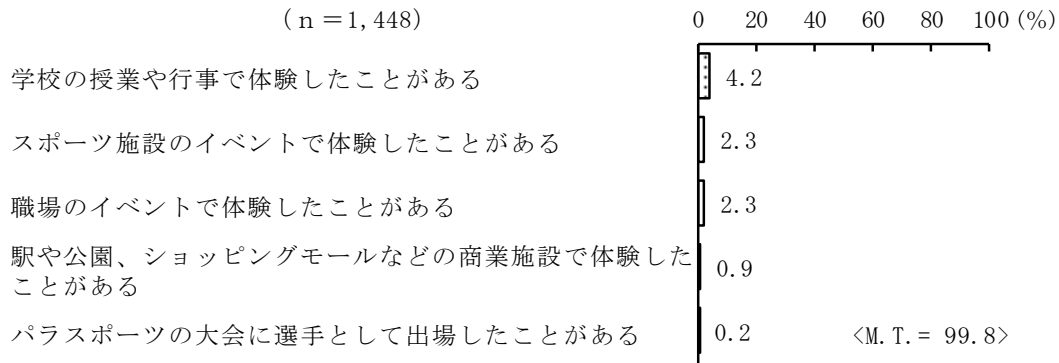 （ｎ＝1,448） 0 20 40 60 80 100 (%)
学校の授業や行事で体験したことがある 4.2
スポーツ施設のイベントで体験したことがある 2.3
職場のイベントで体験したことがある 2.3
駅や公園、ショッピングモールなどの商業施設で体験した
ことがある 0.9
パラスポーツの大会に選手として出場したことがある 0.2 <M.T.= 99.8>